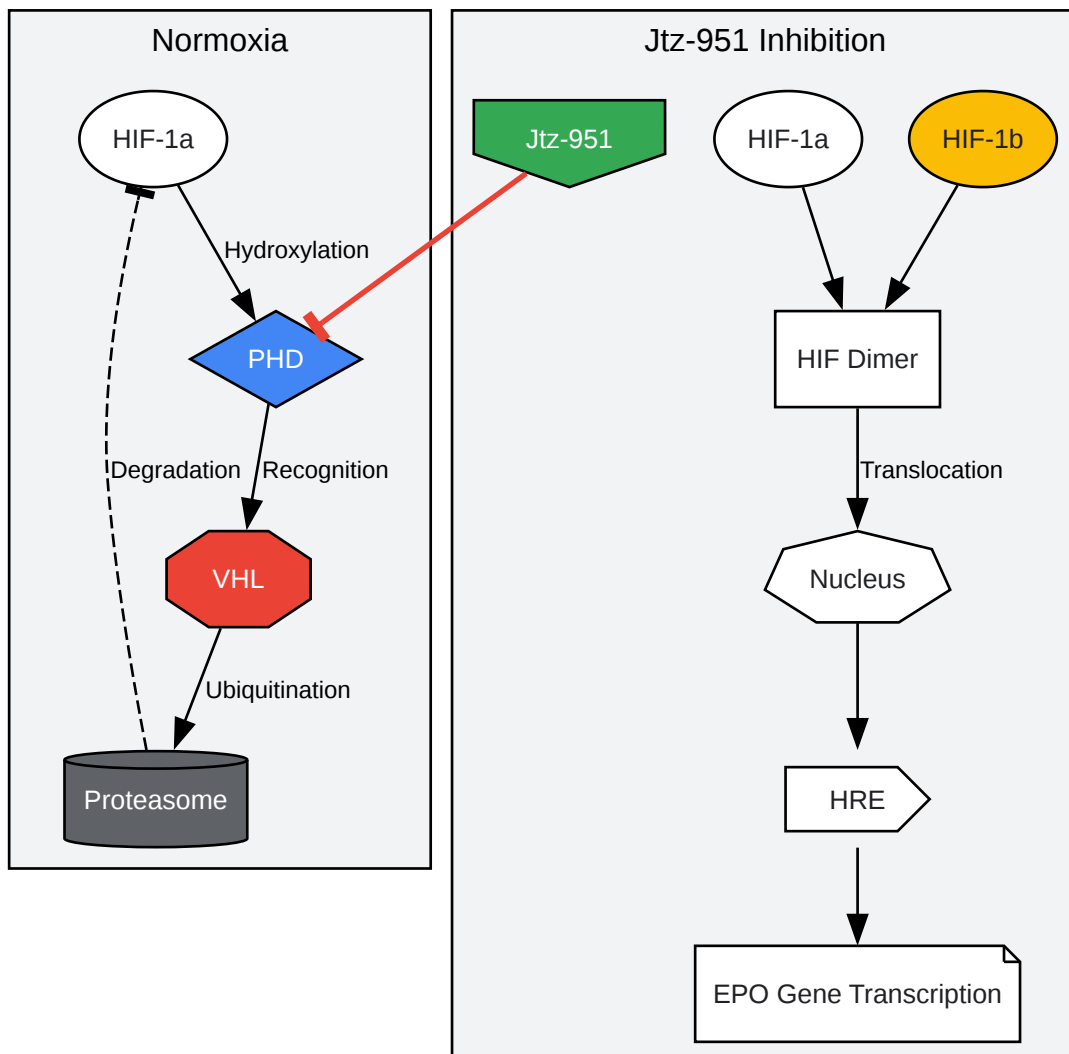 Normoxia
HIF-1a
Hydroxylation
PHD
Degradation
Recognition
VHL
Ubiquitination
Proteasome
Jtz-951 Inhibition
Jtz-951
HIF-1a
HIF-1b
HIF Dimer
Translocation
Nucleus
HRE
EPO Gene Transcription